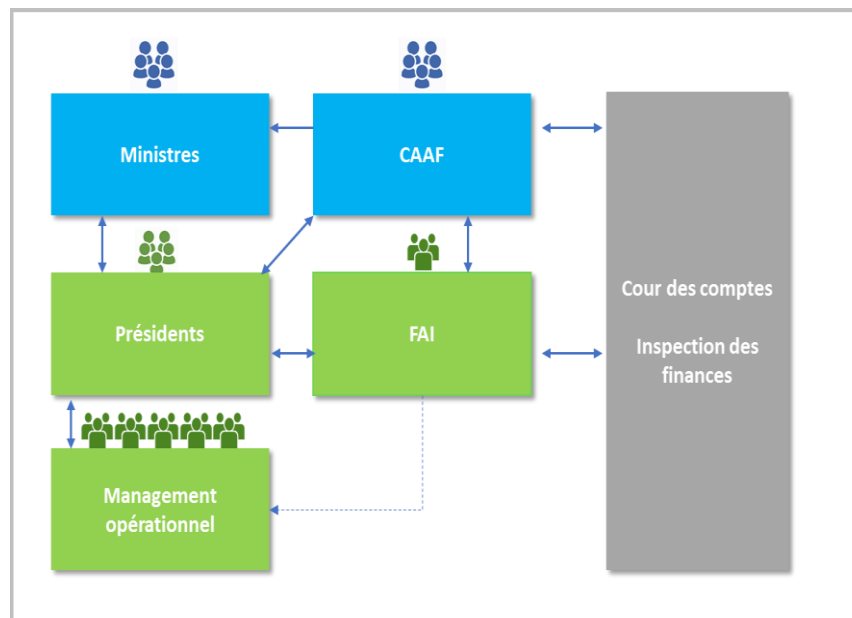 Ministres
CAAF
Présidents
FAI
Cour des comptes
Inspection des
finances
Management
opérationnel